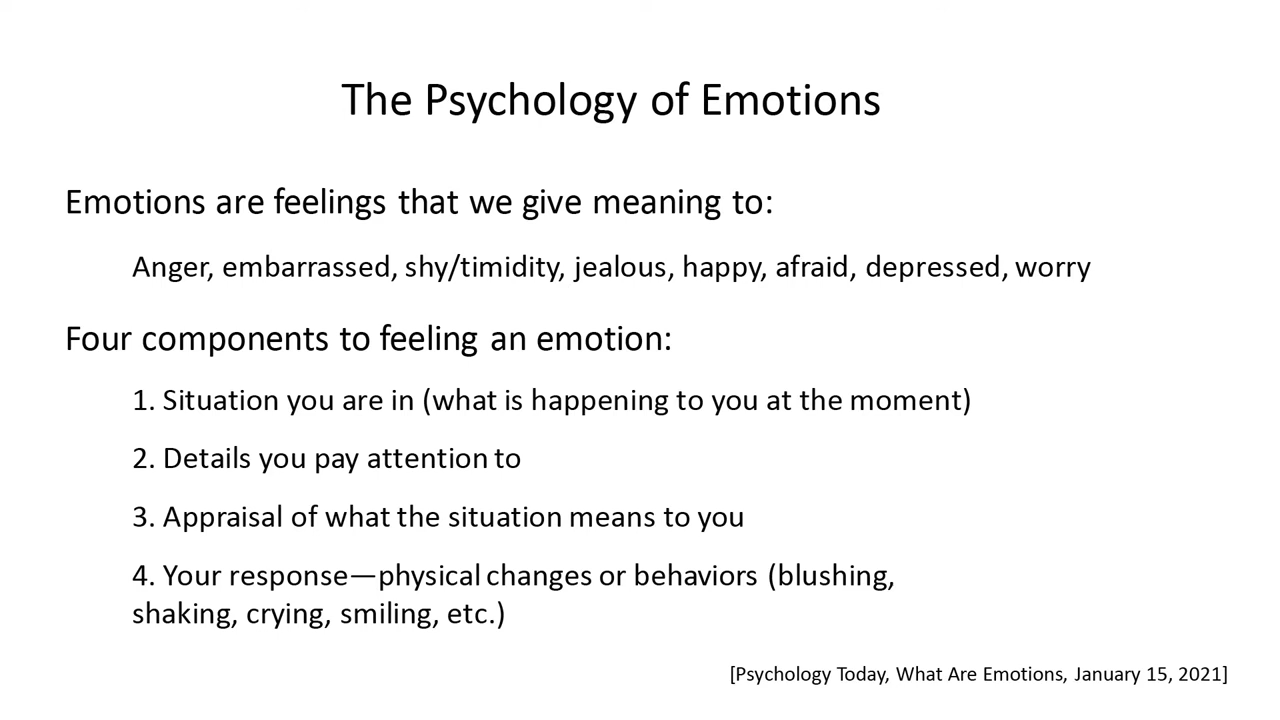 The Psychology of Emotions
Emotions are feelings that we give meaning to:
Anger, embarrassed, shy/timidity, jealous, happy, afraid, depressed, worry
Four components to feeling an emotion:
1. Situation you are in (what is happening to you at the moment)
2. Details you pay attention to
3. Appraisal of what the situation means to you
4. Your response—physical changes or behaviors (blushing,
shaking, crying, smiling, etc.)
[Psychology Today, What Are Emotions, January 15, 2021]